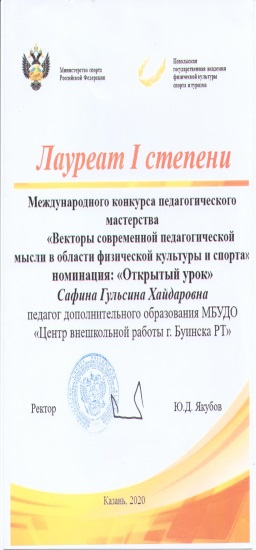 Министерство спорта
Российской Федерации
Поволжская
государственная академия
физической культуры
спорта и туризма
Лауреат I степени
Международного конкурса педагогического
мастерства
«Векторы современной педагогической
мысли в области физической культуры и спорта»
номинация: «Открытый урок»
Сафина Гульсина Хайдаровна
педагог дополнительного образования МБУДО
«Центр внешкольной работы г. Буинска РТ»
Ректор
Ю.Д. Якубов
Казань, 2020